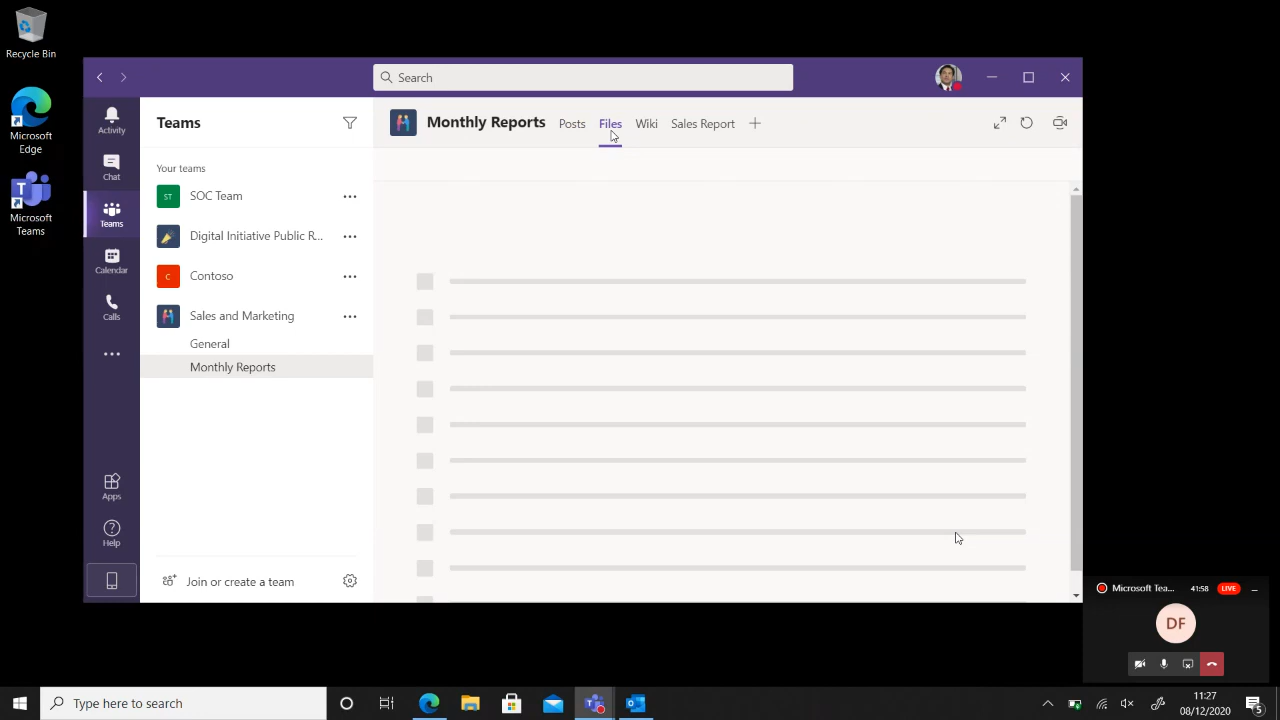 Recycle Bin
Microsoft
Edge
Microsoft
Teams
Search
Activity
Chat
Teams
Calendar
Calls
Apps
Help
Teams
Your teams
ST
SOC Team
Digital Initiative Public R...
C
Contoso
Sales and Marketing
General
Monthly Reports
Join or create a team
Monthly Reports
Posts
Files
Wiki
Sales Report
Microsoft Tea...
41:58
LIVE
DF
Type here to search
11:27
08/12/2020
5